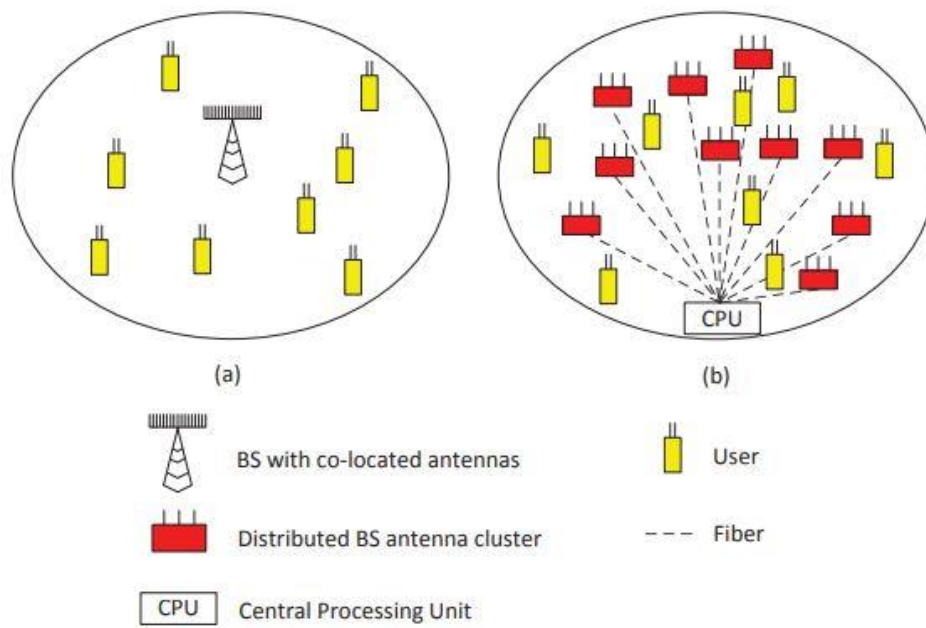 CPU
(a)
(b)
BS with co-located antennas
User
Distributed BS antenna cluster
Fiber
CPU
Central Processing Unit